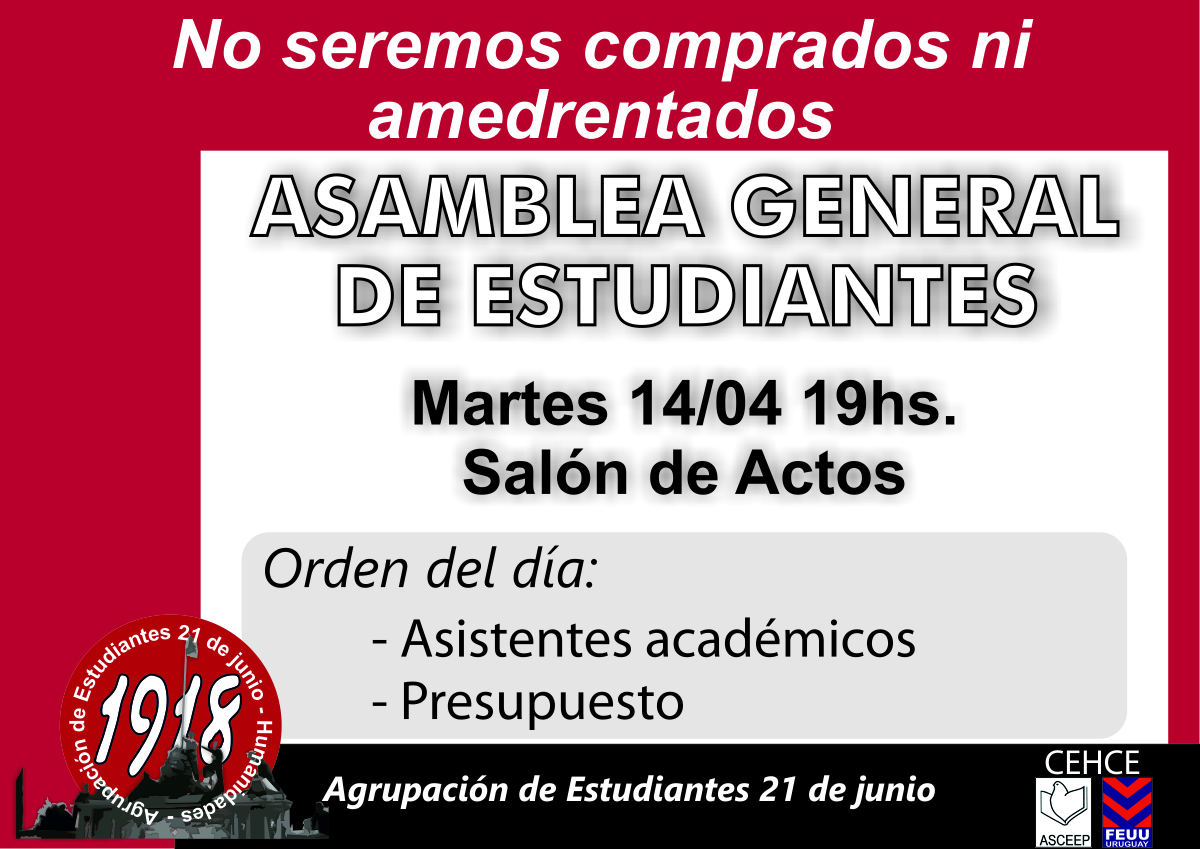 No seremos comprados ni
amedrentados
ASAMBLEA GENERAL
DE ESTUDIANTES
Martes 14/04 19hs.
Salón de Actos
Orden del día:
- Asistentes académicos
- Presupuesto
Agrupación de Estudiantes 21 de junio - Humanidades -
1918
Agrupación de Estudiantes 21 de junio
CEHCE
ASCEEP
FEUU
URUGUAY